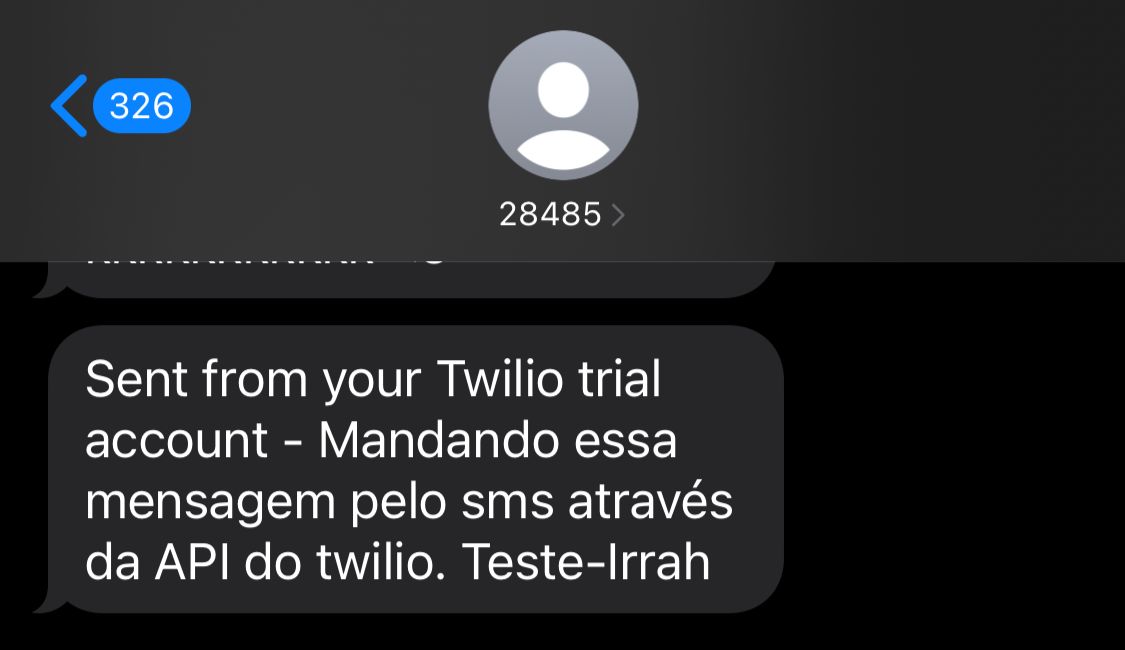 326
28485
Sent from your Twilio trial
account - Mandando essa
mensagem pelo sms através
da API do twilio. Teste-Irrah